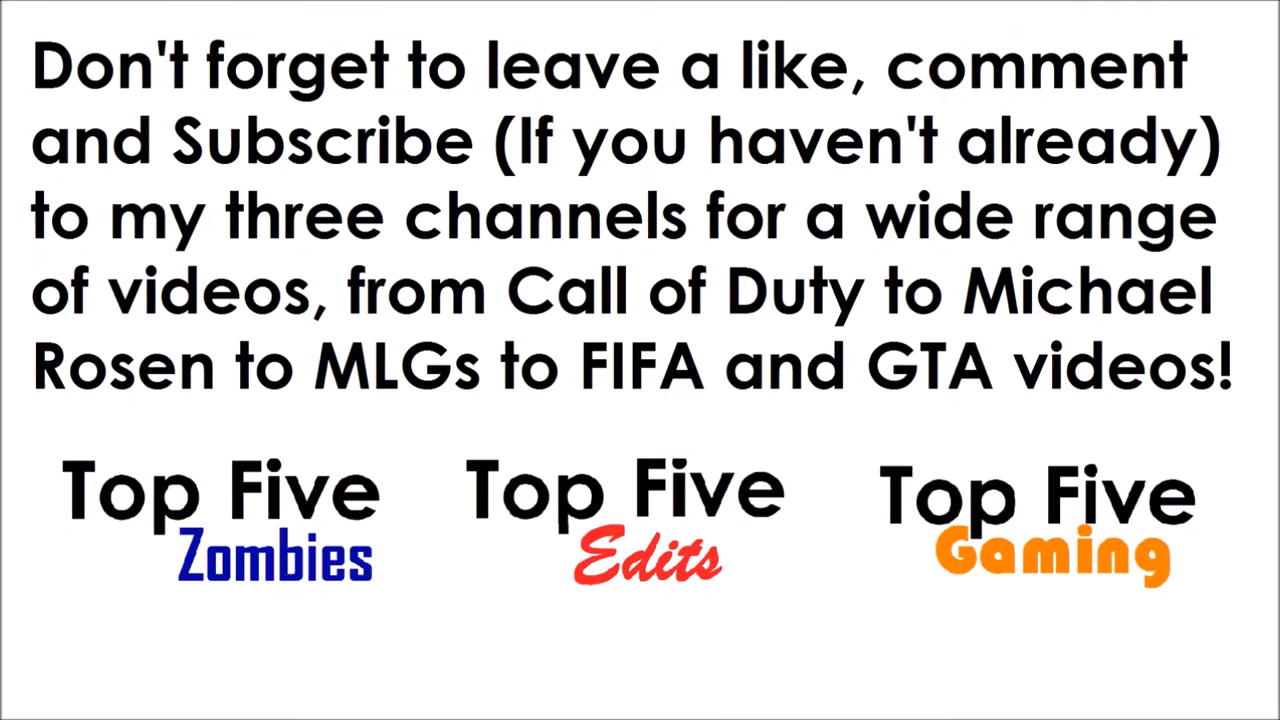 Don't forget to leave a like, comment
and Subscribe (If you haven't already)
to my three channels for a wide range
of videos, from Call of Duty to Michael
Rosen to MLGs to FIFA and GTA videos!
Top Five
Zombies
Top Five
Edits
Top Five
Gaming